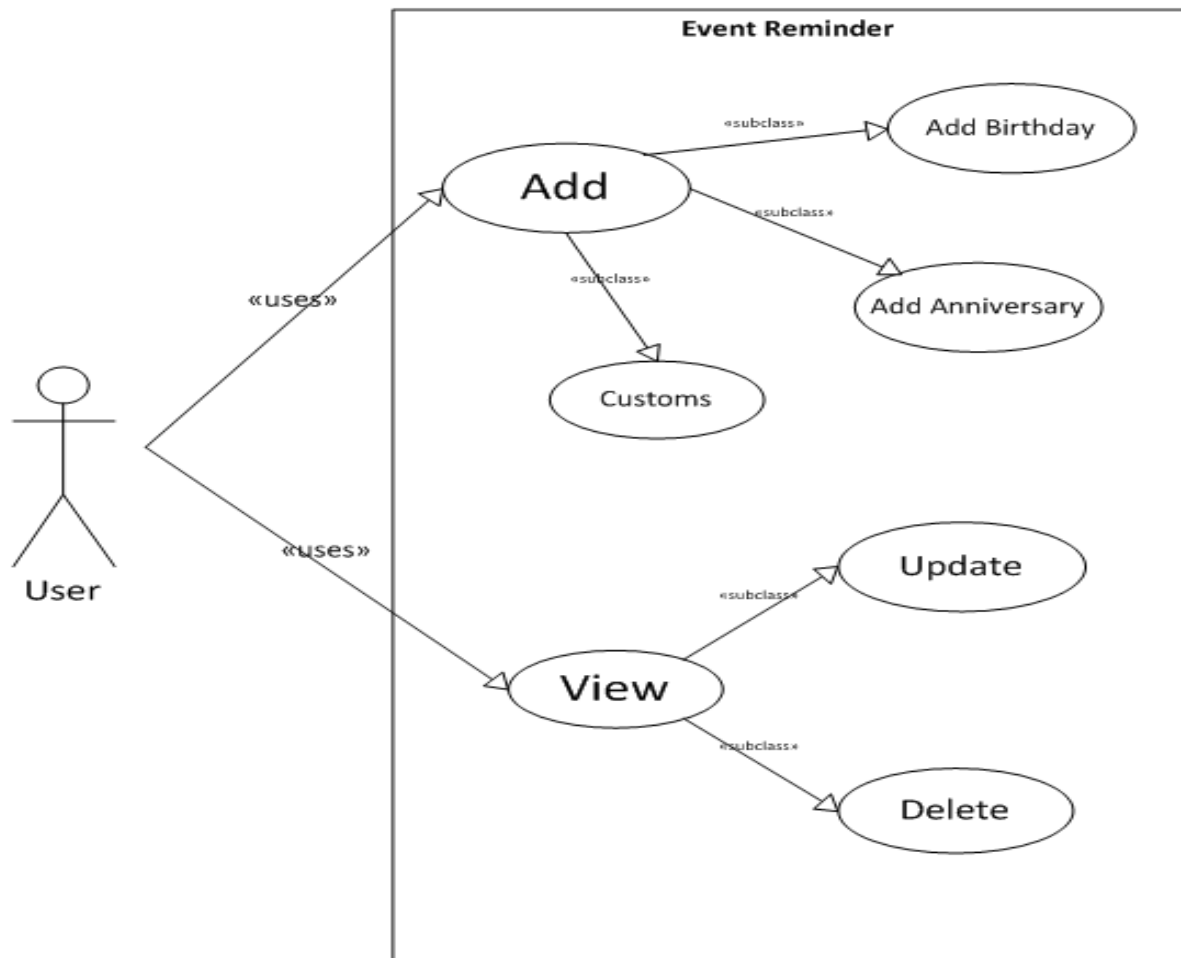 Event Reminder
«subclass»
Add Birthday
Add
«subclass»
«subclass»
«uses»
Add Anniversary
Customs
User
«uses»
Update
«subclass»
View
«subclass»
Delete